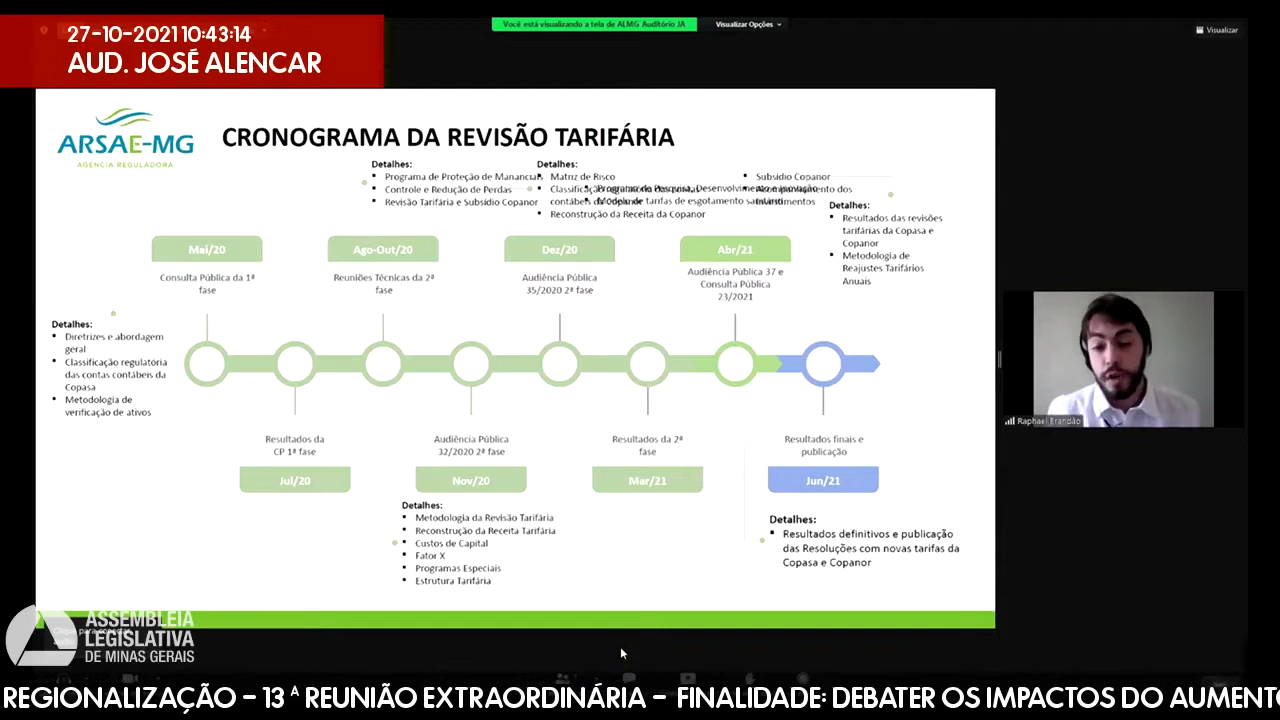 27-10-2021 10:43:14
AUD. JOSÉ ALENCAR
Você está visualizando a tela de ALMG Auditório JA
Visualizar Opções
Visualizar
ARSAE-MG
AGENCIA REGULADORA
CRONOGRAMA DA REVISÃO TARIFÁRIA
Detalhes:
Programa de Proteção de Mananciais
Controle e Redução de Perdas
Revisão Tarifária e Subsídio Copanor
Detalhes:
Matriz de Risco
Classificação regulatória das contas
contábeis da Copanor
Reconstrução da Receita da Copanor
Programa de Pesquisa, Desenvolvimento e Inovação
Modelo de tarifas de esgotamento sanitário
Subsídio Copanor
Acompanhamento dos
Investimentos
Detalhes:
Resultados das revisões
tarifárias da Copasa e
Copanor
Metodologia de
Reajustes Tarifários
Anuais
Mai/20
Consulta Pública da 1ª
fase
Ago-Out/20
Reuniões Técnicas da 2ª
fase
Dez/20
Audiência Pública
35/2020 2ª fase
Abr/21
Audiência Pública 37 e
Consulta Pública
23/2021
Detalhes:
Diretrizes e abordagem
geral
Classificação regulatória
das contas contábeis da
Copasa
Metodologia de
verificação de ativos
Resultados da
CP 1ª fase
Jul/20
Audiência Pública
32/2020 2ª fase
Nov/20
Resultados da 2ª
fase
Mar/21
Resultados finais e
publicação
Jun/21
Detalhes:
Metodologia da Revisão Tarifária
Reconstrução da Receita Tarifária
Custos de Capital
Fator X
Programas Especiais
Estrutura Tarifária
Detalhes:
Resultados definitivos e publicação
das Resoluções com novas tarifas da
Copasa e Copanor
Raphael Brandão
ASSEMBLEIA
LEGISLATIVA
DE MINAS GERAIS
REGIONALIZAÇÃO - 13ª REUNIÃO EXTRAORDINÁRIA - FINALIDADE: DEBATER OS IMPACTOS DO AUMENT